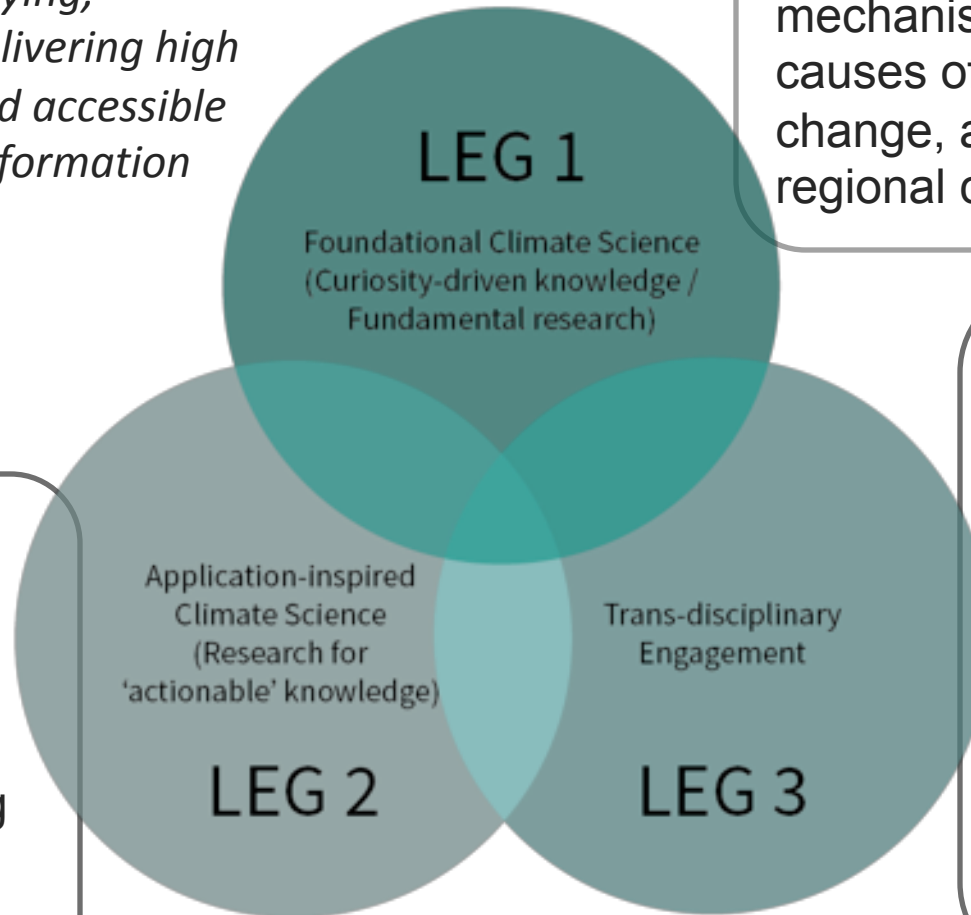 livering high
accessible
formation
causes
change,
regional
LEG 1
Foundational Climate Science
(Curiosity-driven knowledge /
Fundamental research)
Application-inspired
Climate Science
(Research for
‘actionable’ knowledge)
LEG 2
Trans-disciplinary
Engagement
LEG 3